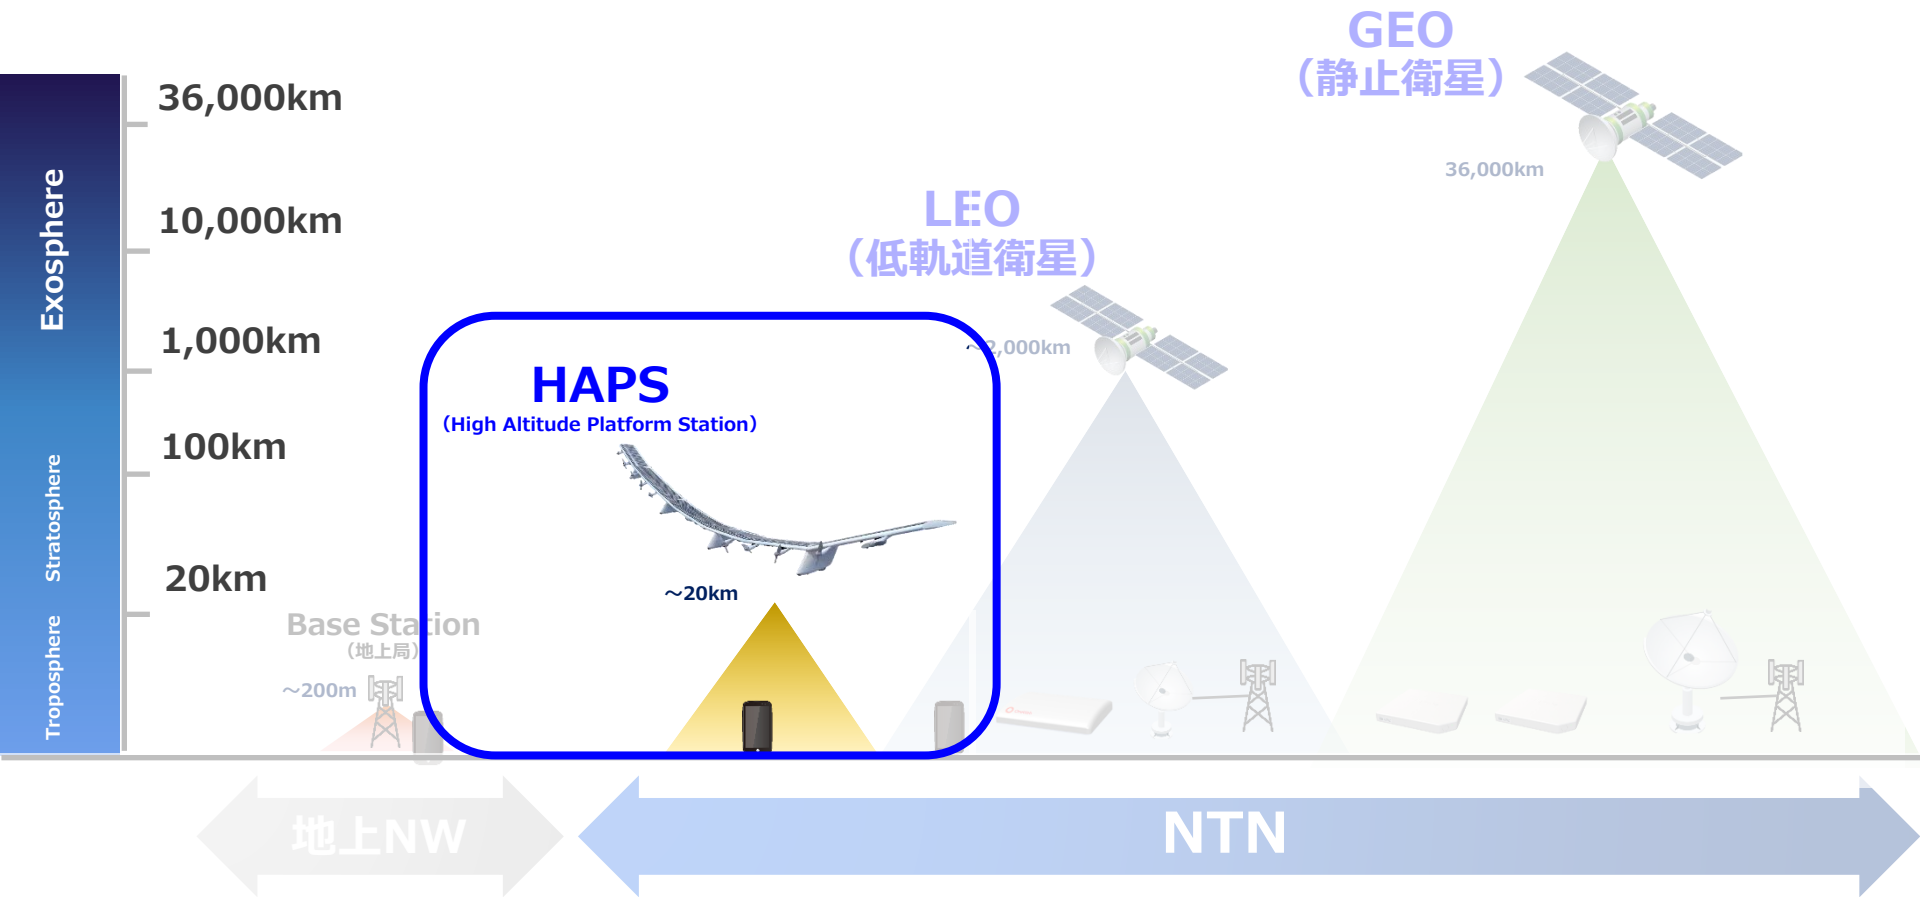 GEO
（静止衛星）
36,000km
36,000km
Exosphere
10,000km
LEO
（低軌道衛星）
1,000km
～2,000km
HAPS
（High Altitude Platform Station）
100km
Stratosphere
20km
～20km
Base Station
（地上局）
Troposphere
～200m
地上NW
NTN